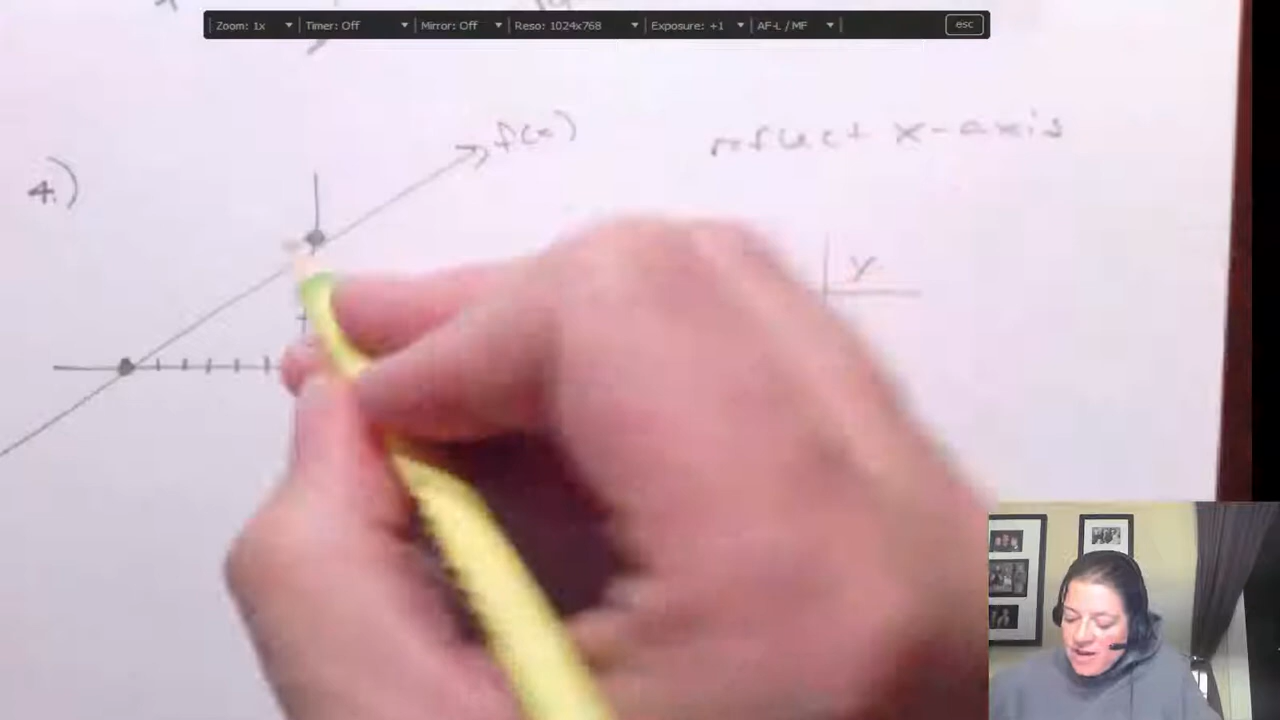 Zoom: 1x Timer: Off Mirror: Off Reso: 1024x768 Exposure: +1 AF-L / MF esc
f(x) reflect x-axis
4.)
y